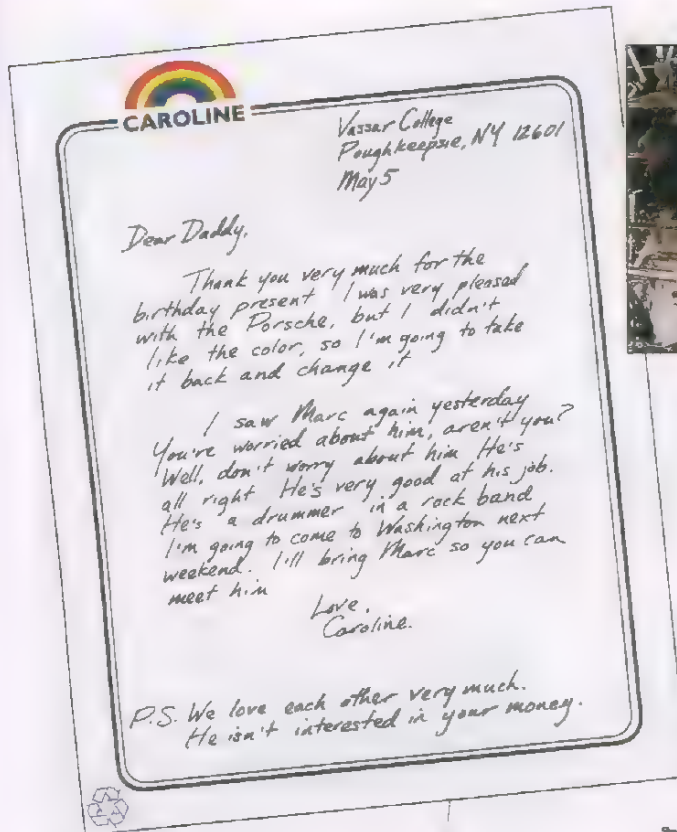 CAROLINE
Vassar College
Poughkeepsie, NY 12601
May 5
Dear Daddy,
Thank you very much for the
birthday present I was very pleased
with the Porsche, but I didn't
like the color, so I'm going to take
it back and change it
I saw Marc again yesterday
You're worried about him, aren't you?
Well, don't worry about him He's
all right He's very good at his job.
He's a drummer in a rock band
I'm going to come to Washington next
weekend. I'll bring Marc so you can
meet him
Love,
Caroline.
P.S. We love each other very much.
He isn't interested in your money.